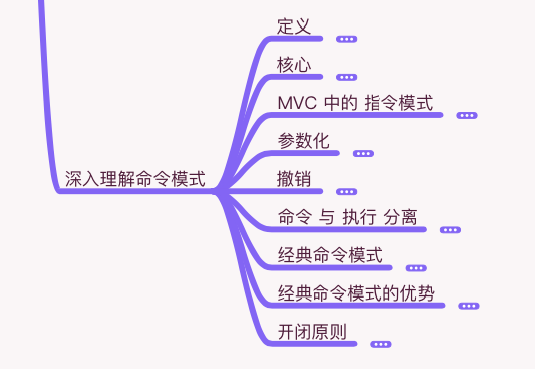 定义
核心
MVC 中的 指令模式
参数化
深入理解命令模式
撤销
命令 与 执行 分离
经典命令模式
经典命令模式的优势
开闭原则